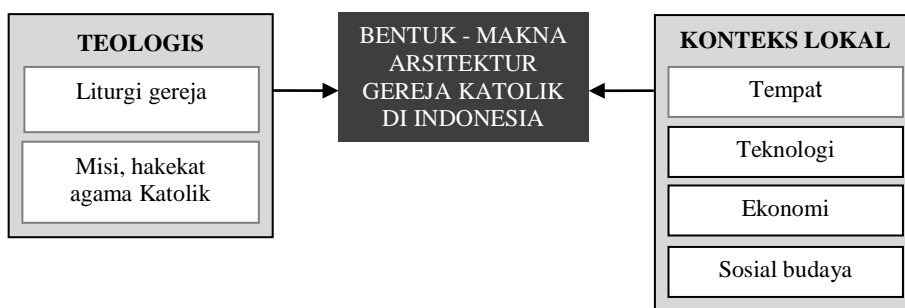 TEOLOGIS
Liturgi gereja
Misi, hakekat
agama Katolik
BENTUK - MAKNA
ARSITEKTUR
GEREJA KATOLIK
DI INDONESIA
KONTEKS LOKAL
Tempat
Teknologi
Ekonomi
Sosial budaya